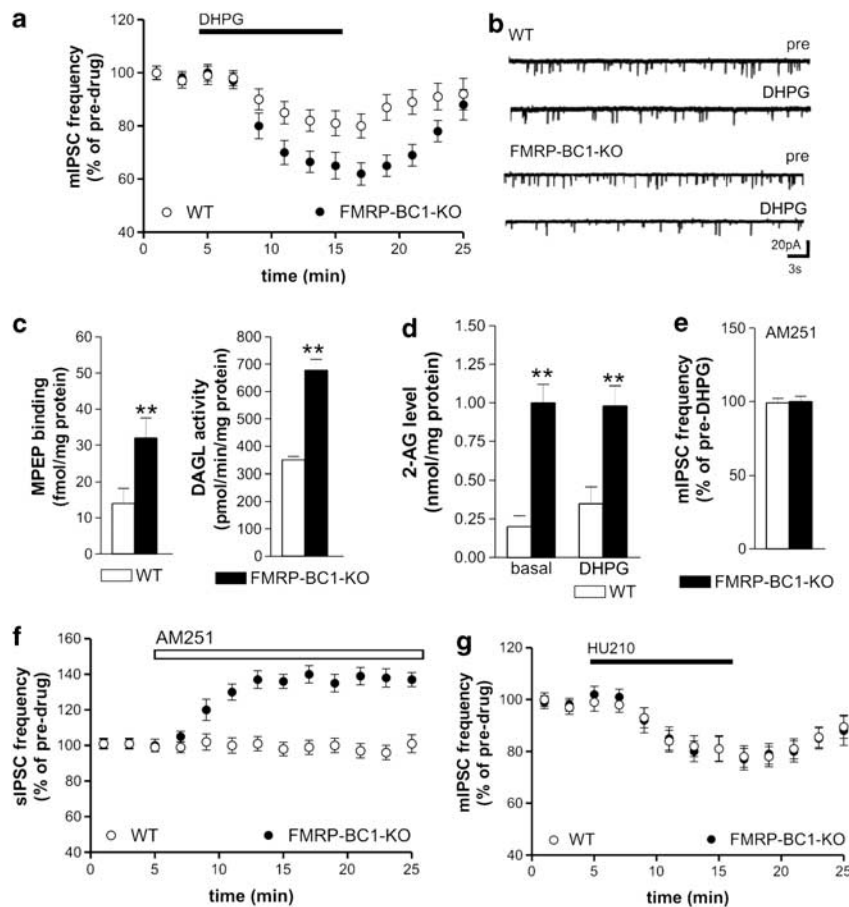 a
DHPG
mIPSC frequency
(% of pre-drug)
120
100
80
60
40
WT
FMRP-BC1-KO
0 5 10 15 20 25
time (min)
b
WT
pre
DHPG
FMRP-BC1-KO
pre
DHPG
20pA
3s
c
MPEP binding
(fmol/mg protein)
60
50
40
30
20
10
0
**
DAGL activity
(pmol/min/mg protein)
800
700
600
500
400
300
200
100
0
**
WT
FMRP-BC1-KO
d
2-AG level
(nmol/mg protein)
1.50
1.25
1.00
0.75
0.50
0.25
0.00
** **
basal DHPG
WT
e
mIPSC frequency
(% of pre-DHPG)
150
100
50
0
AM251
FMRP-BC1-KO
f
AM251
sIPSC frequency
(% of pre-drug)
160
140
120
100
80
60
40
WT
FMRP-BC1-KO
0 5 10 15 20 25
time (min)
g
HU210
mIPSC frequency
(% of pre-drug)
120
100
80
60
40
WT
FMRP-BC1-KO
0 5 10 15 20 25
time (min)